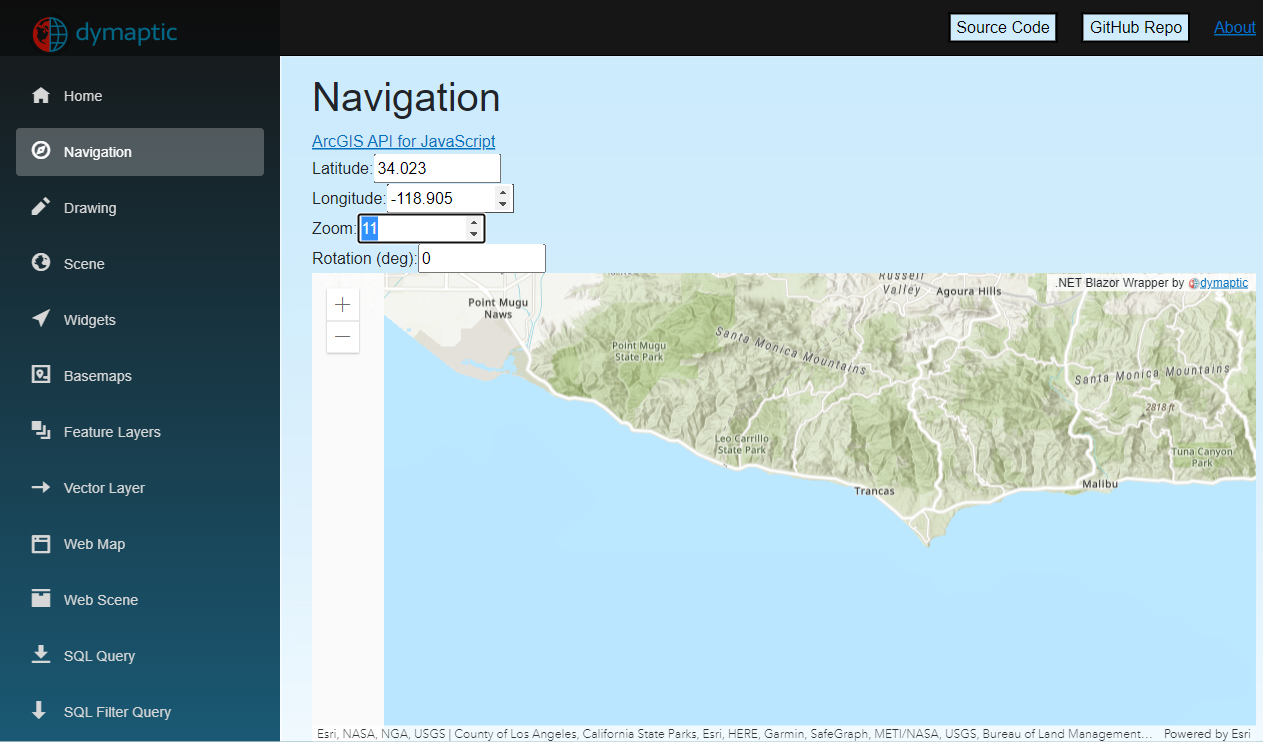 dymaptic
Source Code
GitHub Repo
About
Home
Navigation
Drawing
Scene
Widgets
Basemaps
Feature Layers
Vector Layer
Web Map
Web Scene
SQL Query
SQL Filter Query
Navigation
ArcGIS API for JavaScript
Latitude: 34.023
Longitude: -118.905
Zoom: 11
Rotation (deg): 0
.NET Blazor Wrapper by dymaptic
Russell
Valley
Agoura Hills
Point Mugu
Naws
Point Mugu
State Park
Santa Monica Mountains
Santa Monica Mountains
2818 ft
Leo Carrillo
State Park
Tuna Canyon
Park
Trancas
Malibu
Esri, NASA, NGA, USGS | County of Los Angeles, California State Parks, Esri, HERE, Garmin, SafeGraph, METI/NASA, USGS, Bureau of Land Management...
Powered by Esri